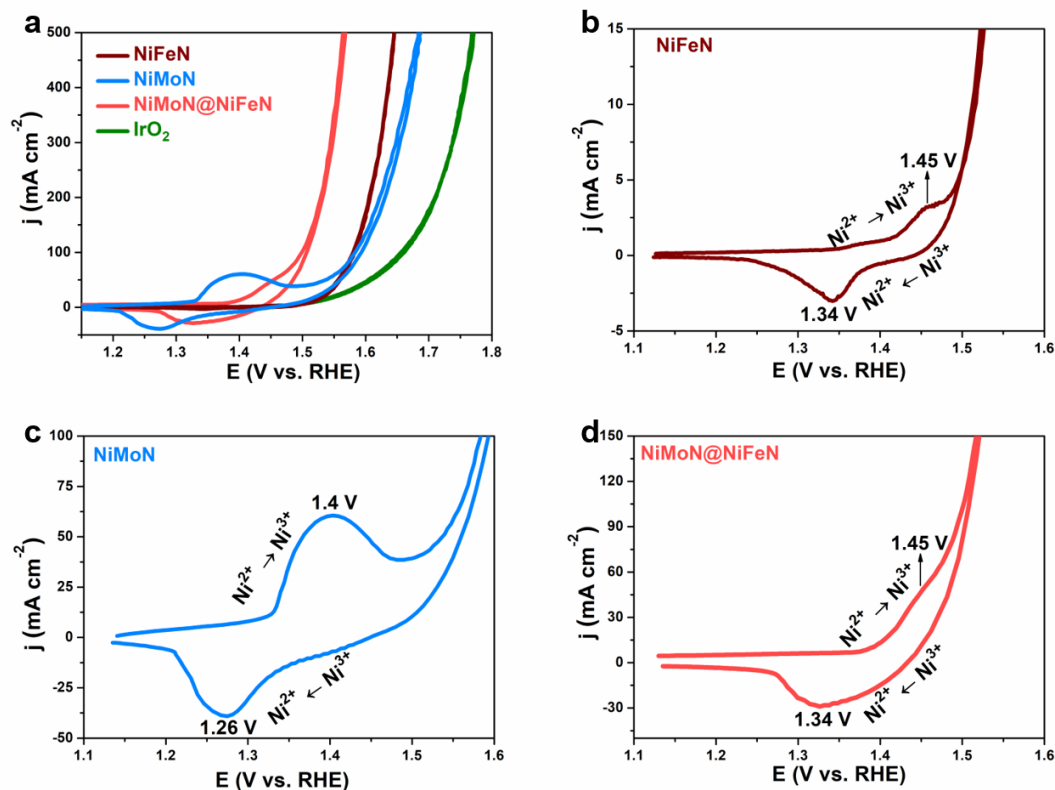 a
500
400
300
200
100
0
j (mA cm⁻²)
NiFeN
NiMoN
NiMoN@NiFeN
IrO₂
1.2 1.3 1.4 1.5 1.6 1.7 1.8
E (V vs. RHE)
b
15
10
5
0
-5
j (mA cm⁻²)
NiFeN
1.45 V
Ni²⁺ → Ni³⁺
1.34 V
Ni²⁺ ← Ni³⁺
1.1 1.2 1.3 1.4 1.5 1.6
E (V vs. RHE)
c
100
75
50
25
0
-25
-50
j (mA cm⁻²)
NiMoN
1.4 V
Ni²⁺ → Ni³⁺
1.26 V
Ni²⁺ ← Ni³⁺
1.1 1.2 1.3 1.4 1.5 1.6
E (V vs. RHE)
d
150
120
90
60
30
0
-30
j (mA cm⁻²)
NiMoN@NiFeN
1.45 V
Ni²⁺ → Ni³⁺
1.34 V
Ni²⁺ ← Ni³⁺
1.1 1.2 1.3 1.4 1.5 1.6
E (V vs. RHE)